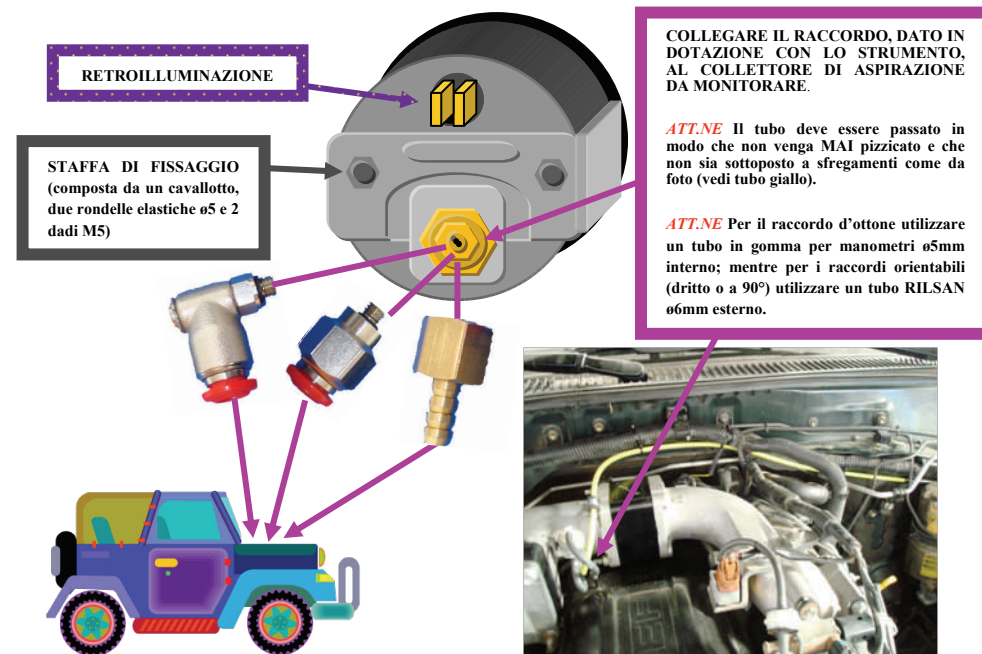 RETROILLUMINAZIONE
STAFFA DI FISSAGGIO
(composta da un cavallotto,
due rondelle elastiche ø5 e 2
dadi M5)
COLLEGARE IL RACCORDO, DATO IN
DOTAZIONE CON LO STRUMENTO,
AL COLLETTORE DI ASPIRAZIONE
DA MONITORARE.
ATT.NE Il tubo deve essere passato in
modo che non venga MAI pizzicato e che
non sia sottoposto a sfregamenti come da
foto (vedi tubo giallo).
ATT.NE Per il raccordo d’ottone utilizzare
un tubo in gomma per manometri ø5mm
interno; mentre per i raccordi orientabili
(dritto o a 90°) utilizzare un tubo RILSAN
ø6mm esterno.